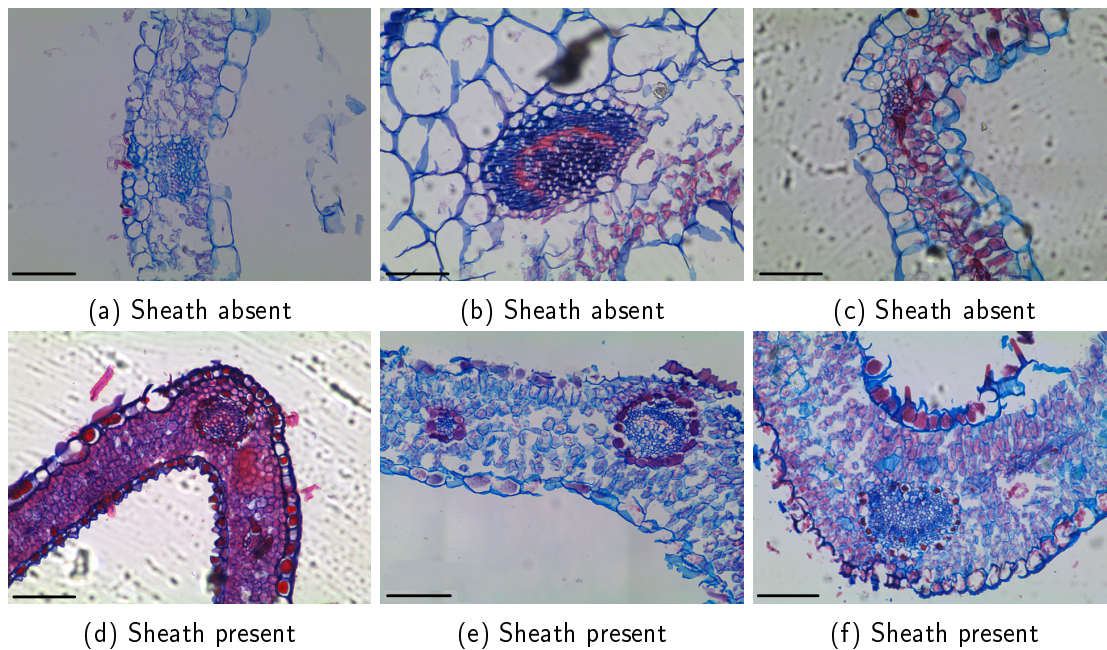 (a) Sheath absent
(b) Sheath absent
(c) Sheath absent
(d) Sheath present
(e) Sheath present
(f) Sheath present